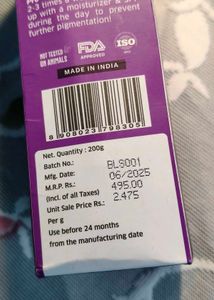 2-3 times a
up with a moisturizer &
during the day to prevent
further pigmentation!
NOT TESTED
ON ANIMALS
FDA
APPROVED
ISO
MADE IN INDIA
8 908023 798305
Net. Quantity : 200g
Batch No.: BLS001
Mfg. Date: 06/2025
M.R.P. Rs.: 495.00
(Incl. of all Taxes)
Unit Sale Price Rs.: 2.475
Per g
Use before 24 months
from the manufacturing date